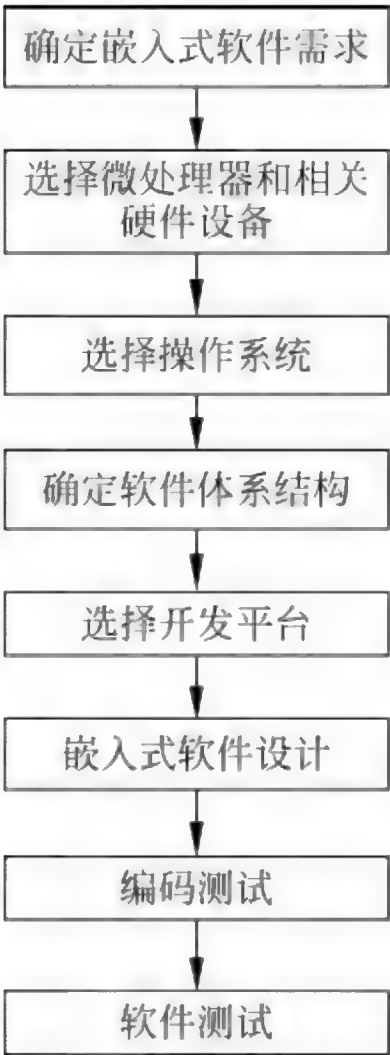 确定嵌入式软件需求
选择微处理器和相关
硬件设备
选择操作系统
确定软件体系结构
选择开发平台
嵌入式软件设计
编码测试
软件测试